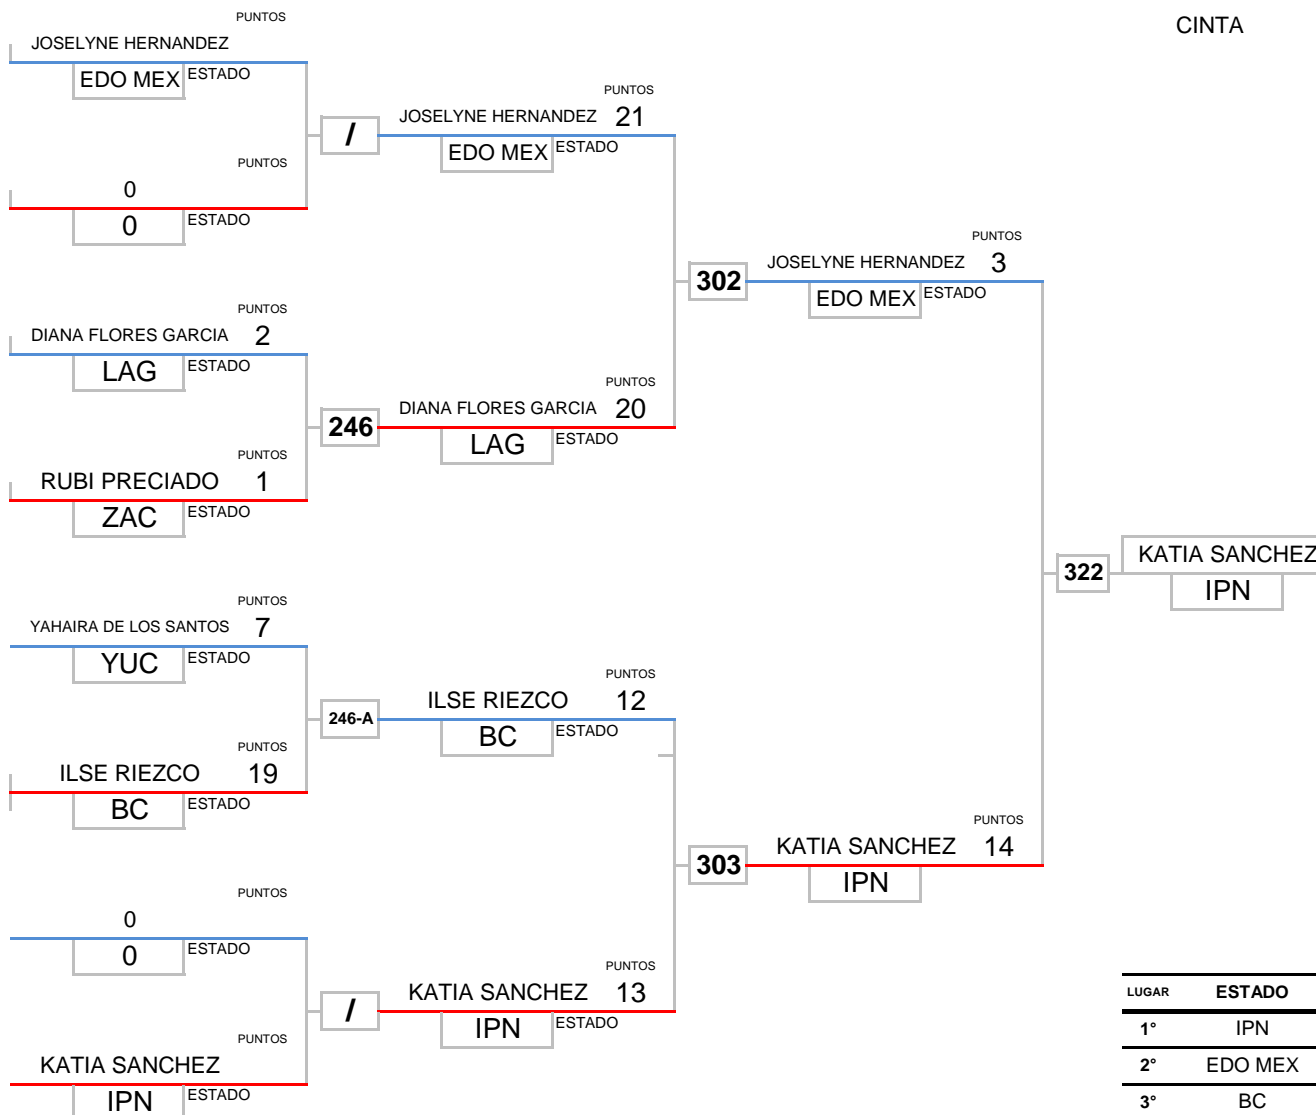 PUNTOS
CINTA
JOSELYNE HERNANDEZ
EDO MEX ESTADO
PUNTOS
/ JOSELYNE HERNANDEZ 21
EDO MEX ESTADO
PUNTOS
0
0 ESTADO
PUNTOS
302 JOSELYNE HERNANDEZ 3
EDO MEX ESTADO
PUNTOS
DIANA FLORES GARCIA 2
LAG ESTADO
PUNTOS
246 DIANA FLORES GARCIA 20
LAG ESTADO
PUNTOS
RUBI PRECIADO 1
ZAC ESTADO
322 KATIA SANCHEZ
IPN
PUNTOS
YAHAIRA DE LOS SANTOS 7
YUC ESTADO
PUNTOS
246-A ILSE RIEZCO 12
BC ESTADO
PUNTOS
ILSE RIEZCO 19
BC ESTADO
PUNTOS
303 KATIA SANCHEZ 14
IPN
PUNTOS
0
0 ESTADO
PUNTOS
/ KATIA SANCHEZ 13
IPN ESTADO
PUNTOS
KATIA SANCHEZ
IPN ESTADO
LUGAR ESTADO
1° IPN
2° EDO MEX
3° BC